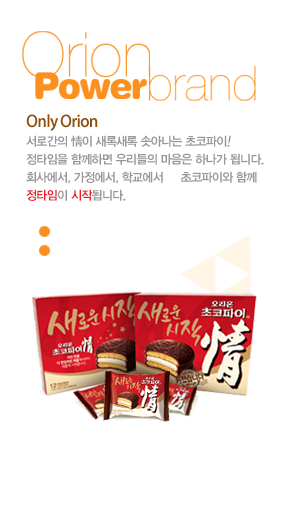 Orion
Powerbrand
Only Orion
서로간의 情이 새록새록 솟아나는 초코파이!
정타임을 함께하면 우리들의 마음은 하나가 됩니다.
회사에서, 가정에서, 학교에서 초코파이와 함께
정타임이 시작됩니다.
새로운 시작
오리온
초코파이 情
12
새로운 시작
오리온
초코파이
情
새로운 시작
초코파이
情